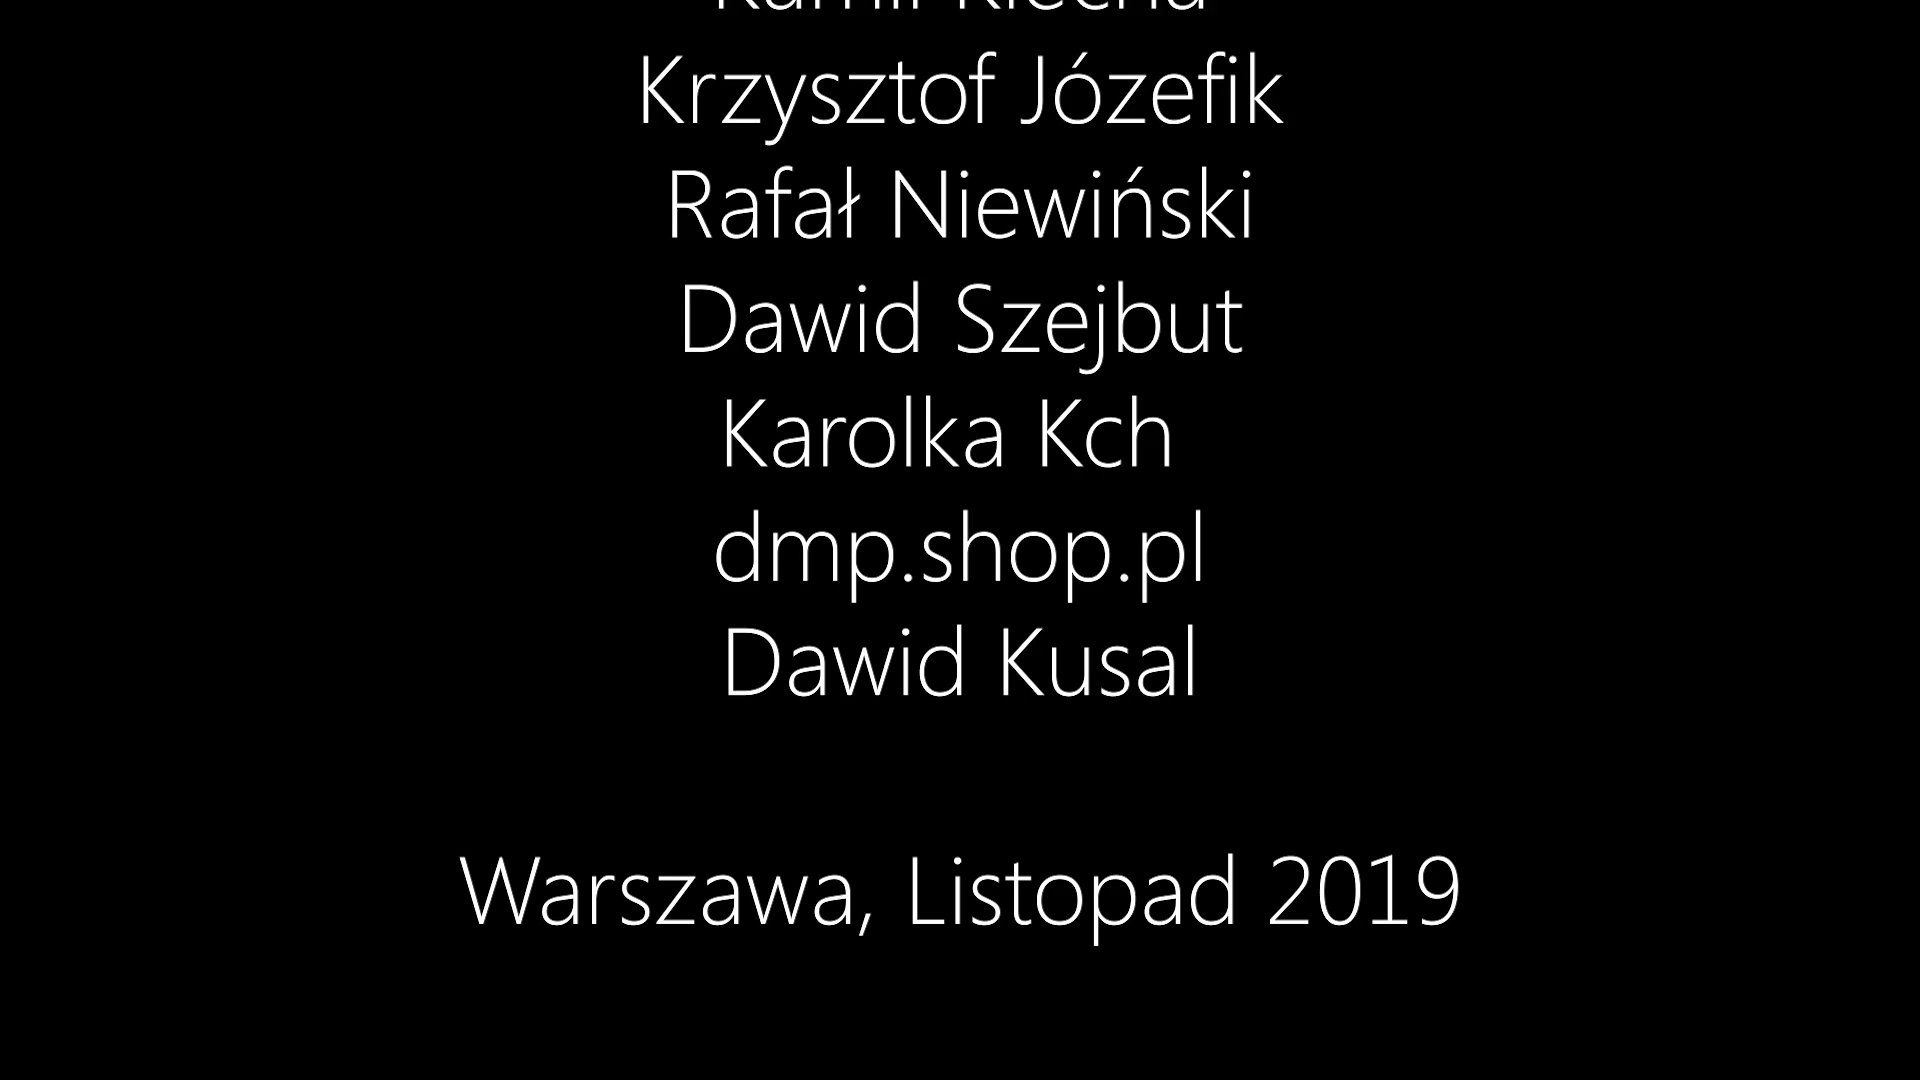 Krzysztof Józefik
Rafał Niewiński
Dawid Szejbut
Karolka Kch
dmp.shop.pl
Dawid Kusal
Warszawa, Listopad 2019